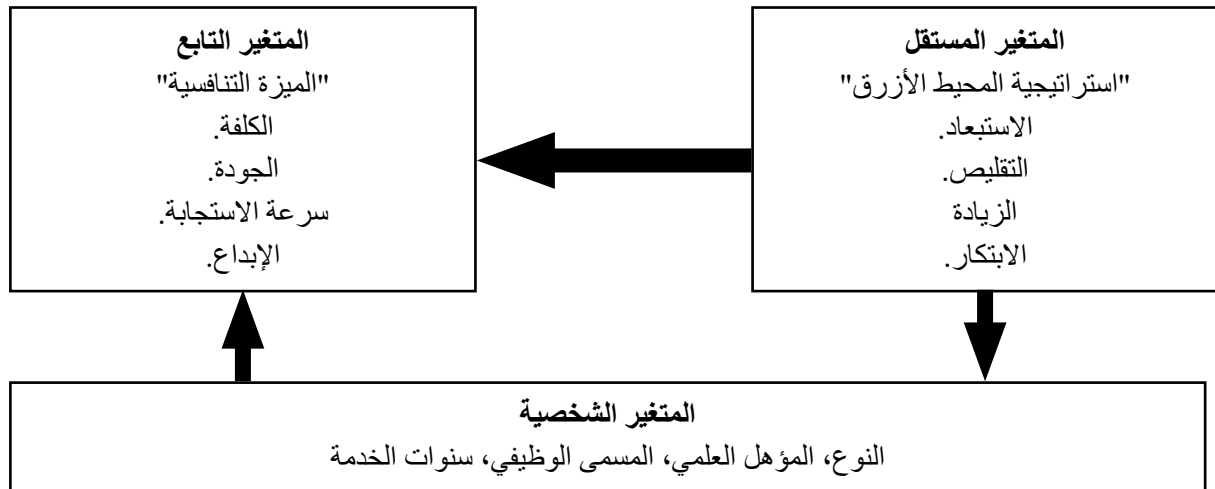 المتغير المستقل
"استراتيجية المحيط الأزرق"
الاستبعاد.
التقليص.
الزيادة
الابتكار.
المتغير التابع
"الميزة التنافسية"
الكلفة.
الجودة.
سرعة الاستجابة.
الإبداع.
المتغير الشخصية
النوع، المؤهل العلمي، المسمى الوظيفي، سنوات الخدمة